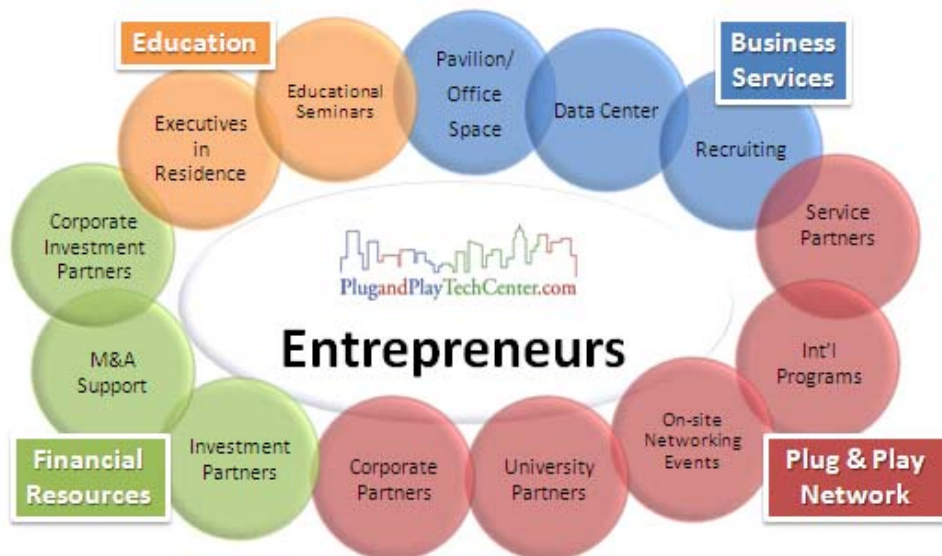 Education
Business
Services
Pavilion/
Office
Space
Educational
Seminars
Data Center
Executives
in
Residence
Recruiting
Corporate
Investment
Partners
Service
Partners
PlugandPlayTechCenter.com
Entrepreneurs
M&A
Support
Int'l
Programs
Investment
Partners
Corporate
Partners
University
Partners
On-site
Networking
Events
Financial
Resources
Plug & Play
Network